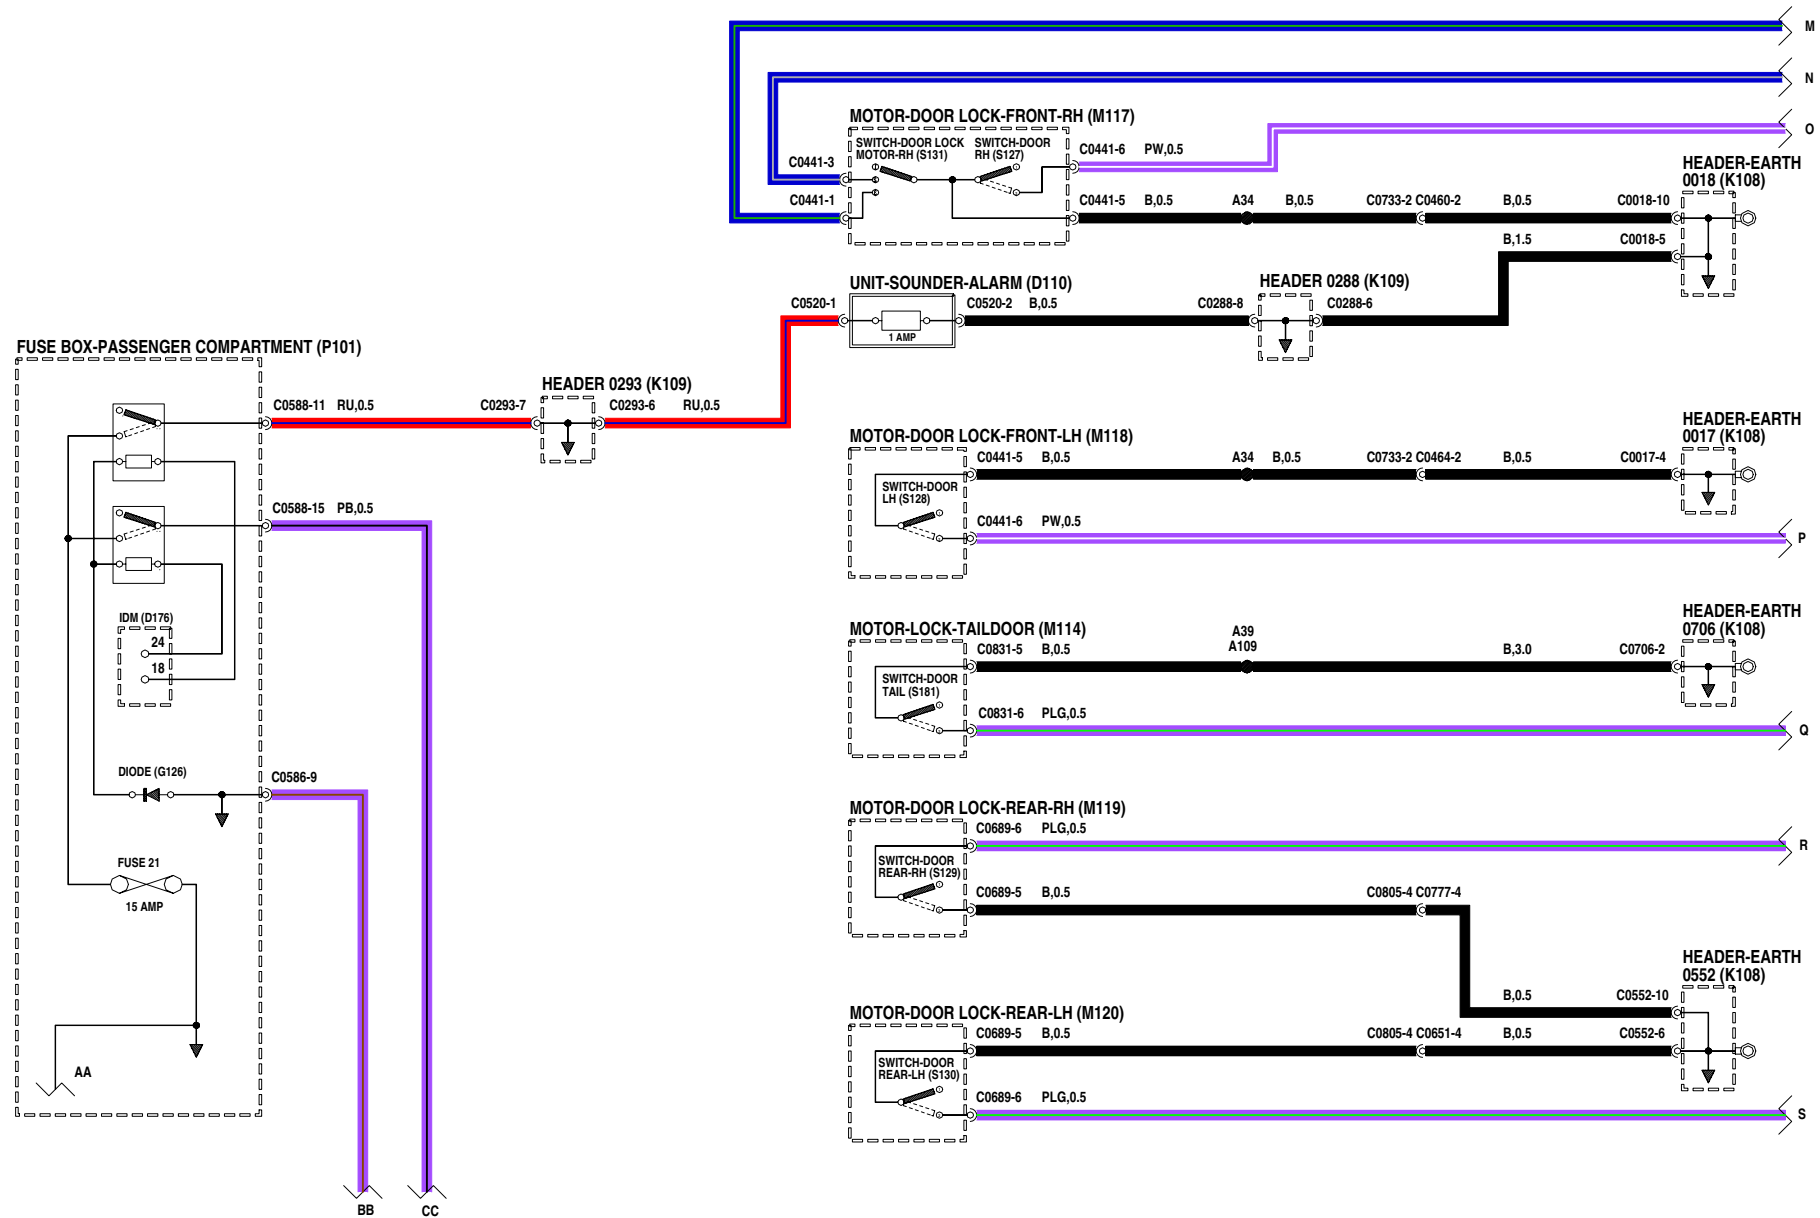 M
N
MOTOR-DOOR LOCK-FRONT-RH (M117)
O
SWITCH-DOOR LOCK
MOTOR-RH (S131)
SWITCH-DOOR
RH (S127)
C0441-3
C0441-6 PW,0.5
HEADER-EARTH
0018 (K108)
C0441-1
C0441-5 B,0.5 A34 B,0.5 C0733-2 C0460-2 B,0.5 C0018-10
B,1.5 C0018-5
UNIT-SOUNDER-ALARM (D110)
HEADER 0288 (K109)
C0520-1
C0520-2 B,0.5 C0288-8 C0288-6
1 AMP
FUSE BOX-PASSENGER COMPARTMENT (P101)
HEADER 0293 (K109)
C0588-11 RU,0.5 C0293-7 C0293-6 RU,0.5
MOTOR-DOOR LOCK-FRONT-LH (M118)
HEADER-EARTH
0017 (K108)
C0441-5 B,0.5 A34 B,0.5 C0733-2 C0464-2 B,0.5 C0017-4
SWITCH-DOOR
LH (S128)
C0588-15 PB,0.5
C0441-6 PW,0.5
P
IDM (D176)
24
18
MOTOR-LOCK-TAILDOOR (M114)
A39
A109
HEADER-EARTH
0706 (K108)
C0831-5 B,0.5 B,3.0 C0706-2
SWITCH-DOOR
TAIL (S181)
C0831-6 PLG,0.5
Q
DIODE (G126)
C0586-9
MOTOR-DOOR LOCK-REAR-RH (M119)
C0689-6 PLG,0.5
R
SWITCH-DOOR
REAR-RH (S129)
FUSE 21
15 AMP
C0689-5 B,0.5 C0805-4 C0777-4
HEADER-EARTH
0552 (K108)
B,0.5 C0552-10
MOTOR-DOOR LOCK-REAR-LH (M120)
C0689-5 B,0.5 C0805-4 C0651-4 B,0.5 C0552-6
SWITCH-DOOR
REAR-LH (S130)
AA
C0689-6 PLG,0.5
S
BB
CC